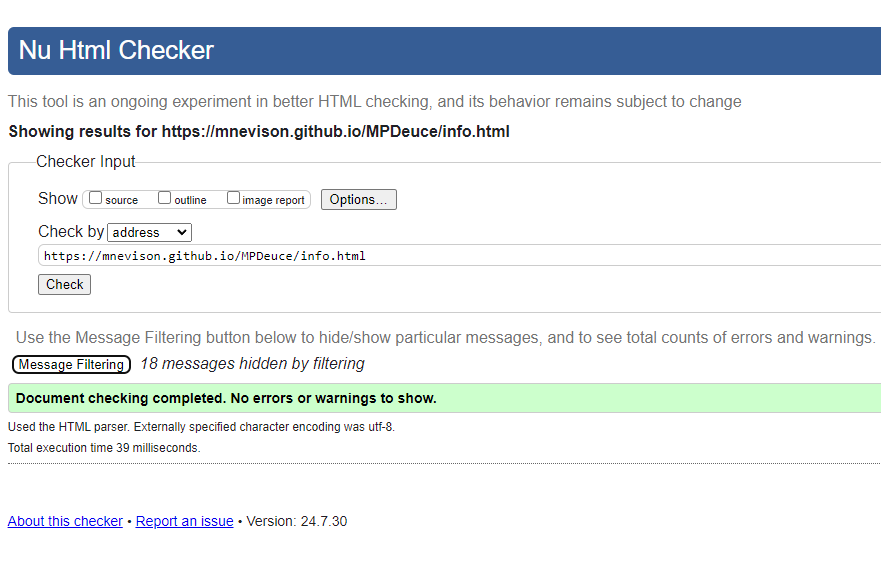 Nu Html Checker
This tool is an ongoing experiment in better HTML checking, and its behavior remains subject to change
Showing results for https://mnevison.github.io/MPDeuce/info.html
Checker Input
Show source outline image report Options...
Check by address
https://mnevison.github.io/MPDeuce/info.html
Check
Use the Message Filtering button below to hide/show particular messages, and to see total counts of errors and warnings.
Message Filtering 18 messages hidden by filtering
Document checking completed. No errors or warnings to show.
Used the HTML parser. Externally specified character encoding was utf-8.
Total execution time 39 milliseconds.
About this checker • Report an issue • Version: 24.7.30